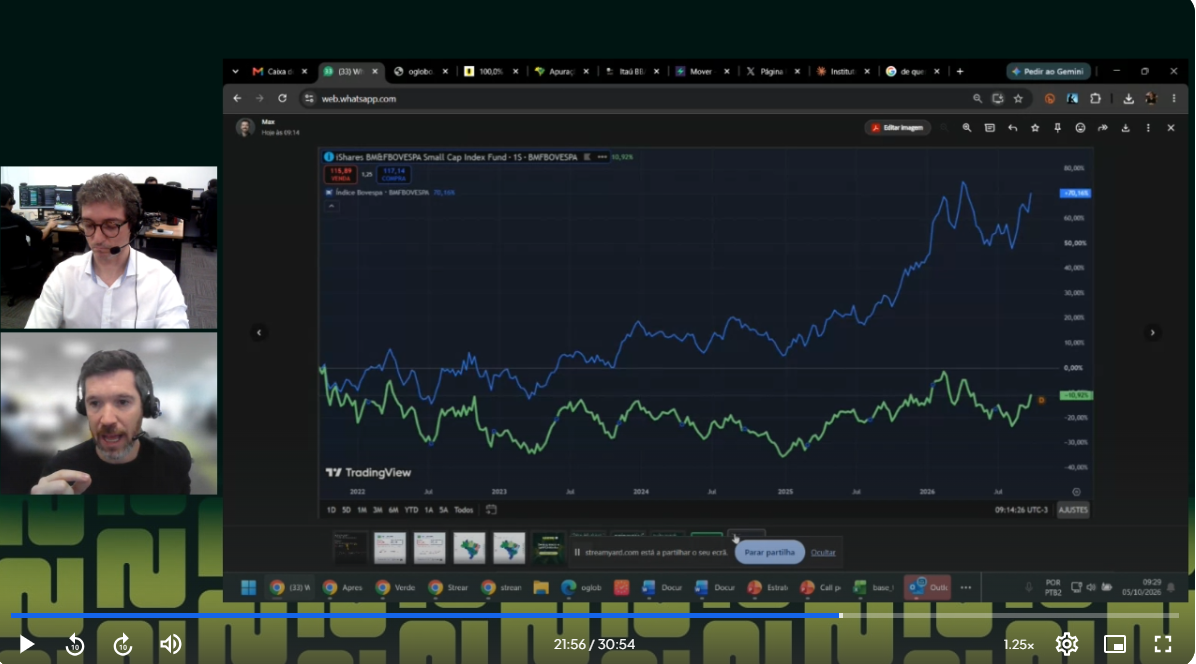 Caixa d
(33) W
oglobo
100,0%
Apuraç
Itaú BB
Mover
Página
Institut
de que
Pedir ao Gemini
web.whatsapp.com
Max
Hoje às 09:14
Editar imagem
iShares BM&FBOVESPA Small Cap Index Fund · 1S · BMFBOVESPA
10,92%
VENDA
1,25
117,14
COMPRA
Índice Bovespa · BMFBOVESPA 70,16%
80,00%
+70,16%
60,00%
50,00%
40,00%
30,00%
20,00%
10,00%
0,00%
-10,92%
-20,00%
-30,00%
-40,00%
TradingView
2022 Jul 2023 Jul 2024 Jul 2025 Jul 2026 Jul
1D 5D 1M 3M 6M YTD 1A 5A Todos
09:14:26 UTC-3
AJUSTES
streamyard.com está a partilhar o seu ecrã.
Parar partilha
Ocultar
(33) W
Apres
Verde
Strear
strean
oglob
Docur
Docur
Estrat
Call p
base_
Outl
POR
PTB2
09:29
05/10/2026
10
10
21:56 / 30:54
1.25x